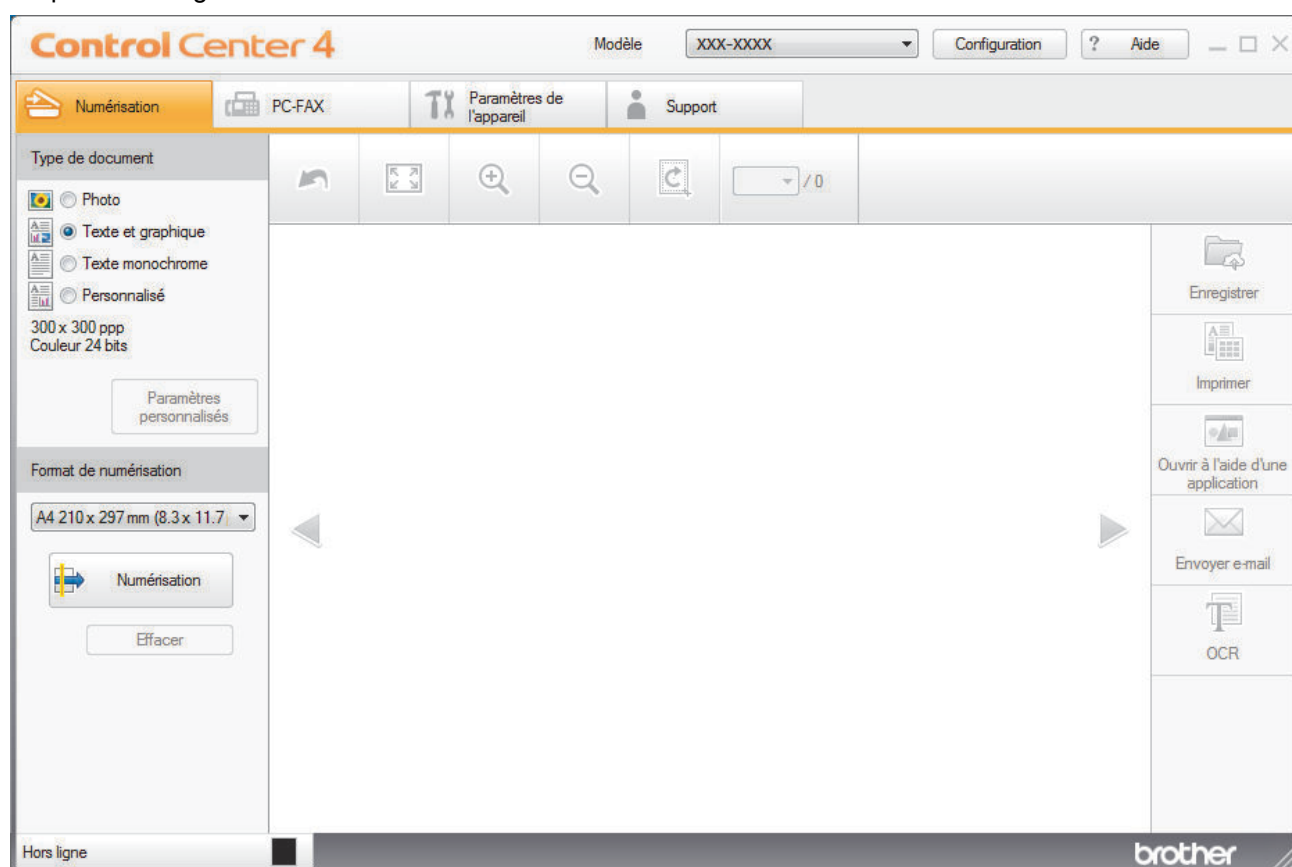 Control Center 4
Modèle
XXX-XXXX
Configuration
? Aide
Numérisation
PC-FAX
Paramètres de
l'appareil
Support
Type de document
/ 0
Photo
Texte et graphique
Texte monochrome
Personnalisé
300 x 300 ppp
Couleur 24 bits
Paramètres
personnalisés
Format de numérisation
A4 210 x 297 mm (8.3 x 11.7
Numérisation
Effacer
Enregistrer
Imprimer
Ouvrir à l'aide d'une
application
Envoyer e-mail
OCR
Hors ligne
brother